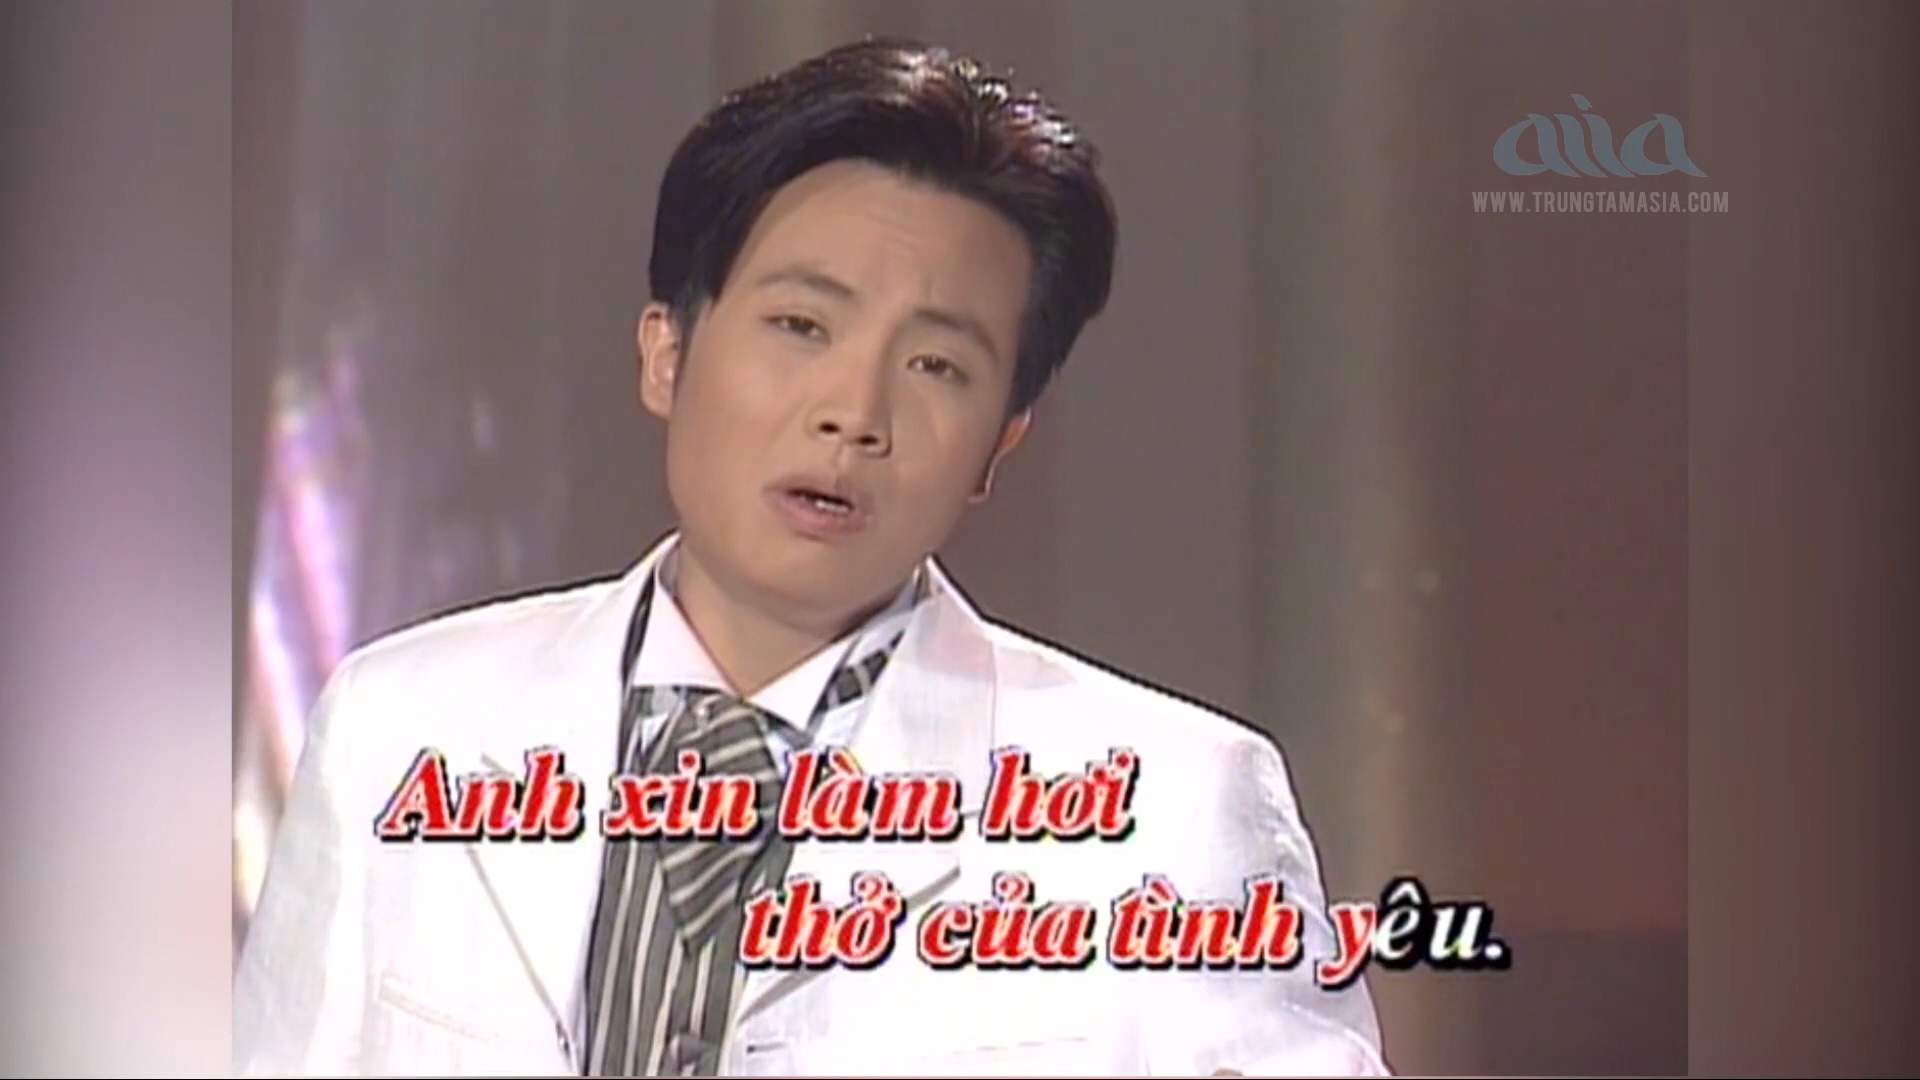 asia
WWW.TRUNGTAMASIA.COM
Anh xin làm hơi
thở của tình yêu.